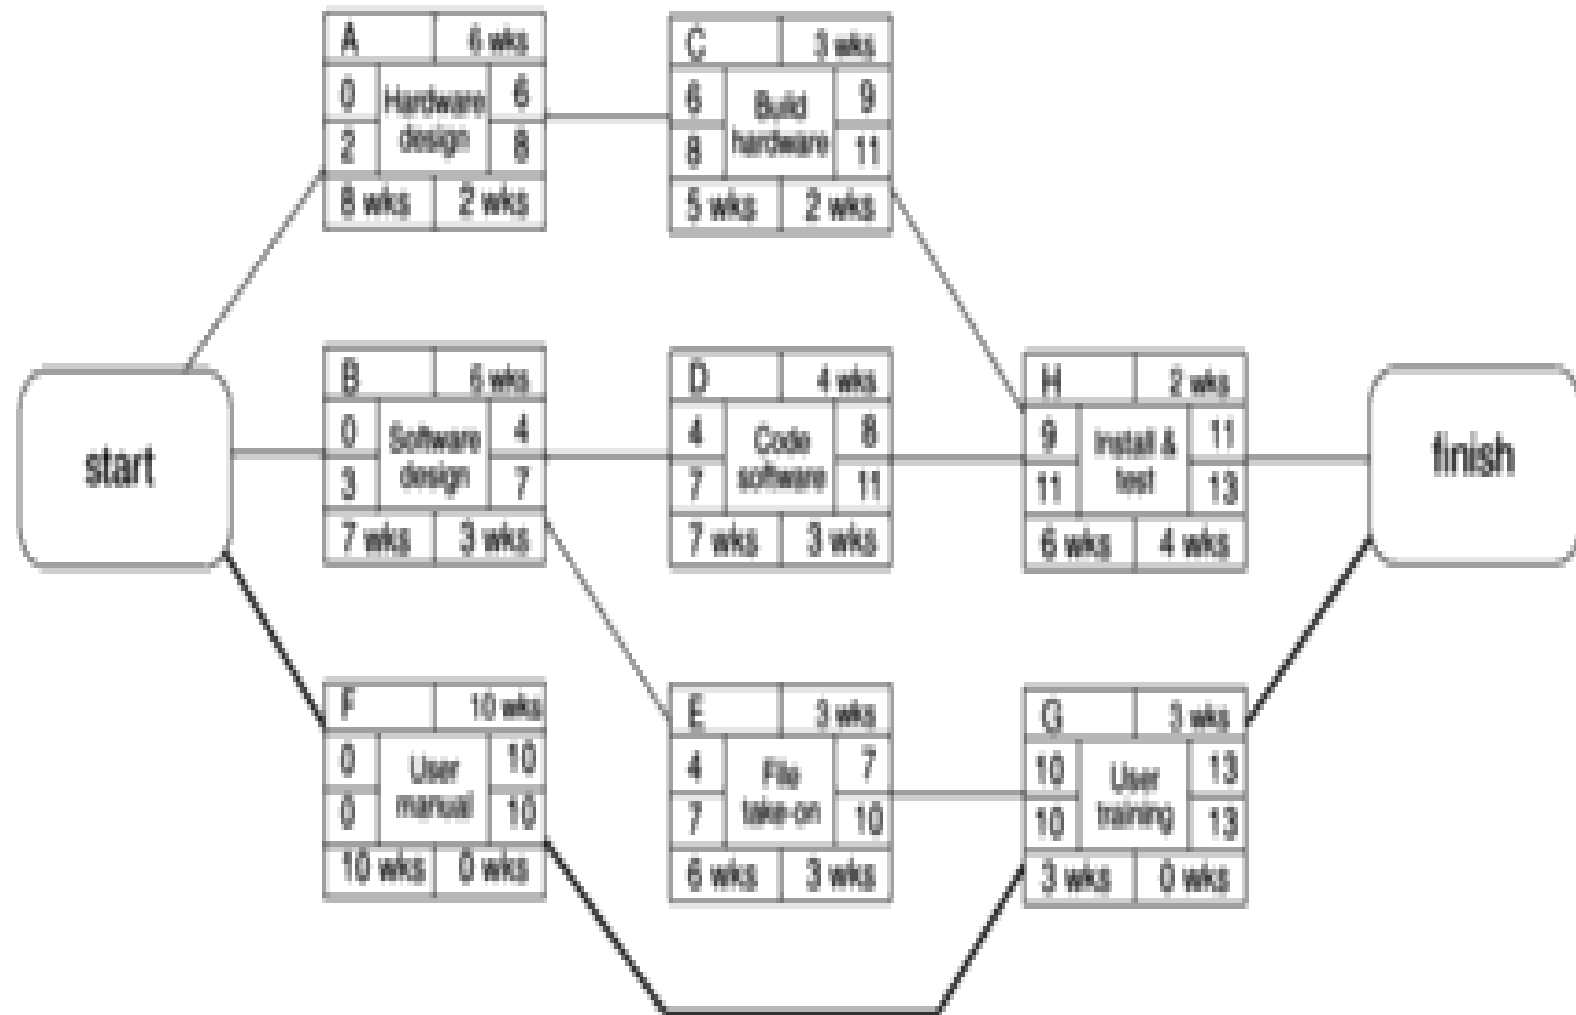 A 6 wks
0 Hardware 6
2 design 8
8 wks 2 wks
C 3 wks
6 Build 9
8 hardware 11
5 wks 2 wks
start
B 6 wks
0 Software 4
3 design 7
7 wks 3 wks
D 4 wks
4 Code 8
7 software 11
7 wks 3 wks
H 2 wks
9 Install & 11
11 test 13
6 wks 4 wks
finish
F 10 wks
0 User 10
0 manual 10
10 wks 0 wks
E 3 wks
4 File 7
7 take-on 10
6 wks 3 wks
G 3 wks
10 User 13
10 training 13
3 wks 0 wks